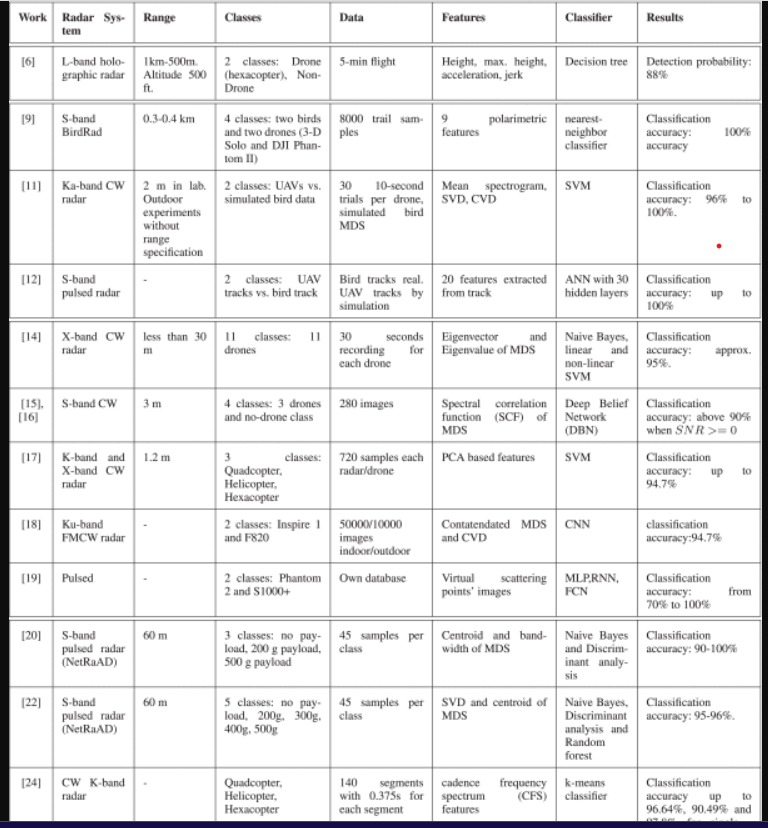 Work Radar Sys- Range Classes Data Features Classifier Results
tem
[6] L-band holo- 1km-500m. 2 classes: Drone 5-min flight Height, max. height, Decision tree Detection probability:
graphic radar Altitude 500 (hexacopter), Non- acceleration, jerk 88%
ft. Drone
[9] S-band 0.3-0.4 km 4 classes: two birds 8000 trail sam- 9 polarimetric nearest- Classification
BirdRad and two drones (3-D ples features neighbor accuracy: 100%
Solo and DJI Phan- classifier accuracy
tom II)
[11] Ka-band CW 2 m in lab. 2 classes: UAVs vs. 30 10-second Mean spectrogram, SVM Classification
radar Outdoor simulated bird data trials per drone, SVD, CVD accuracy: 96% to
experiments simulated bird 100%.
without MDS
range
specification
[12] S-band - 2 classes: UAV Bird tracks real. 20 features extracted ANN with 30 Classification
pulsed radar tracks vs. bird track UAV tracks by from track hidden layers accuracy: up to
simulation 100%
[14] X-band CW less than 30 11 classes: 11 30 seconds Eigenvector and Naive Bayes, Classification
radar m drones recording for Eigenvalue of MDS linear and accuracy: approx.
each drone non-linear 95%.
SVM
[15], S-band CW 3 m 4 classes: 3 drones 280 images Spectral correlation Deep Belief Classification
[16] and no-drone class function (SCF) of Network accuracy: above 90%
MDS (DBN) when SNR >= 0
[17] K-band and 1.2 m 3 classes: 720 samples each PCA based features SVM Classification
X-band CW Quadcopter, radar/drone accuracy: up to
radar Helicopter, 94.7%
Hexacopter
[18] Ku-band - 2 classes: Inspire 1 50000/10000 Contatendated MDS CNN classification
FMCW radar and F820 images and CVD accuracy:94.7%
indoor/outdoor
[19] Pulsed - 2 classes: Phantom Own database Virtual scattering MLP,RNN, Classification
2 and S1000+ points' images FCN accuracy: from
70% to 100%
[20] S-band 60 m 3 classes: no pay- 45 samples per Centroid and band- Naive Bayes Classification
pulsed radar load, 200 g payload, class width of MDS and Discrim- accuracy: 90-100%
(NetRaAD) 500 g payload inant analy-
sis
[22] S-band 60 m 5 classes: no pay- 45 samples per SVD and centroid of Naive Bayes, Classification
pulsed radar load, 200g, 300g, class MDS Discriminant accuracy: 95-96%.
(NetRaAD) 400g, 500g analysis and
Random
forest
[24] CW K-band - Quadcopter, 140 segments cadence frequency k-means Classification
radar Helicopter, with 0.375s for spectrum (CFS) classifier accuracy up to
Hexacopter each segment features 96.64%, 90.49% and